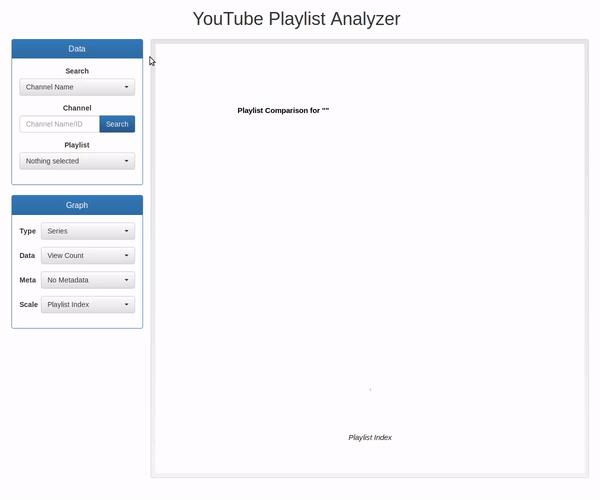 YouTube Playlist Analyzer
Data
Search
Channel Name
Channel
Channel Name/ID
Search
Playlist
Nothing selected
Graph
Type
Series
Data
View Count
Meta
No Metadata
Scale
Playlist Index
Playlist Comparison for ""
Playlist Index